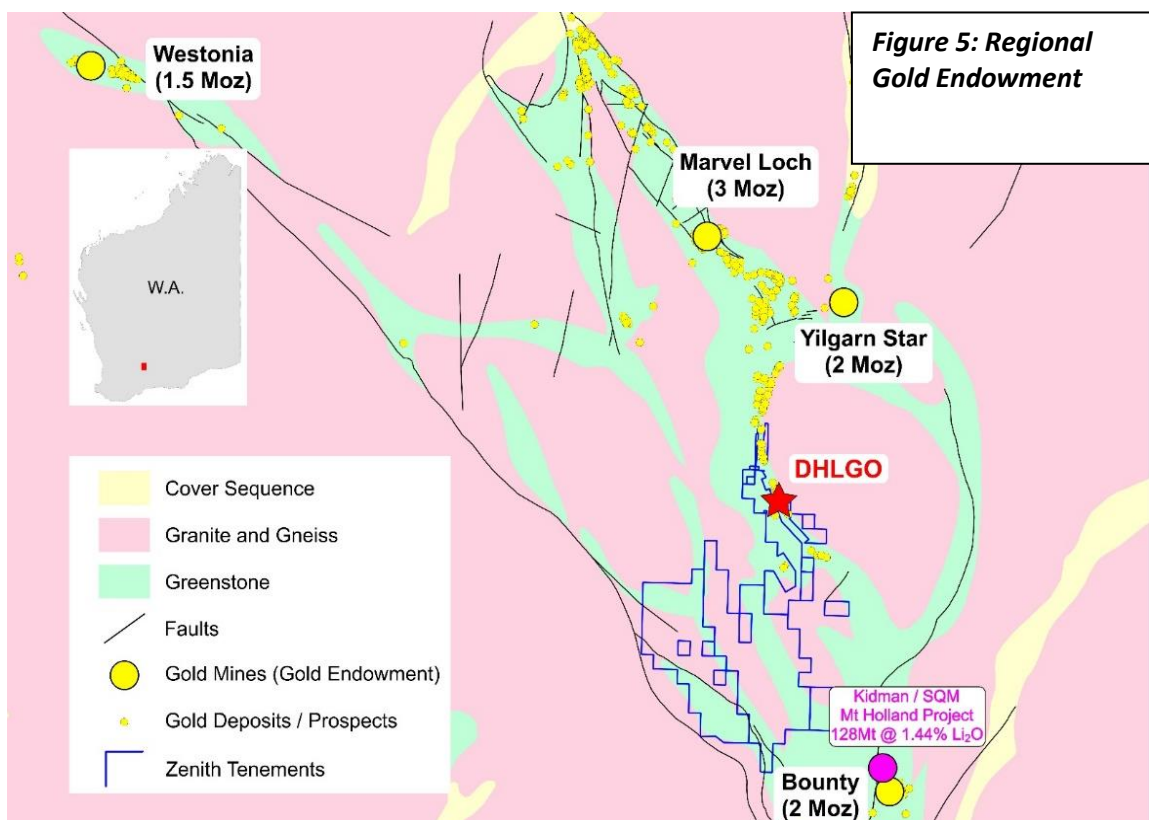 Figure 5: Regional
Gold Endowment
Westonia
(1.5 Moz)
Marvel Loch
(3 Moz)
W.A.
Yilgarn Star
(2 Moz)
DHLGO
Cover Sequence
Granite and Gneiss
Greenstone
Faults
Gold Mines (Gold Endowment)
Gold Deposits / Prospects
Zenith Tenements
Kidman / SQM
Mt Holland Project
128Mt @ 1.44% Li₂O
Bounty
(2 Moz)